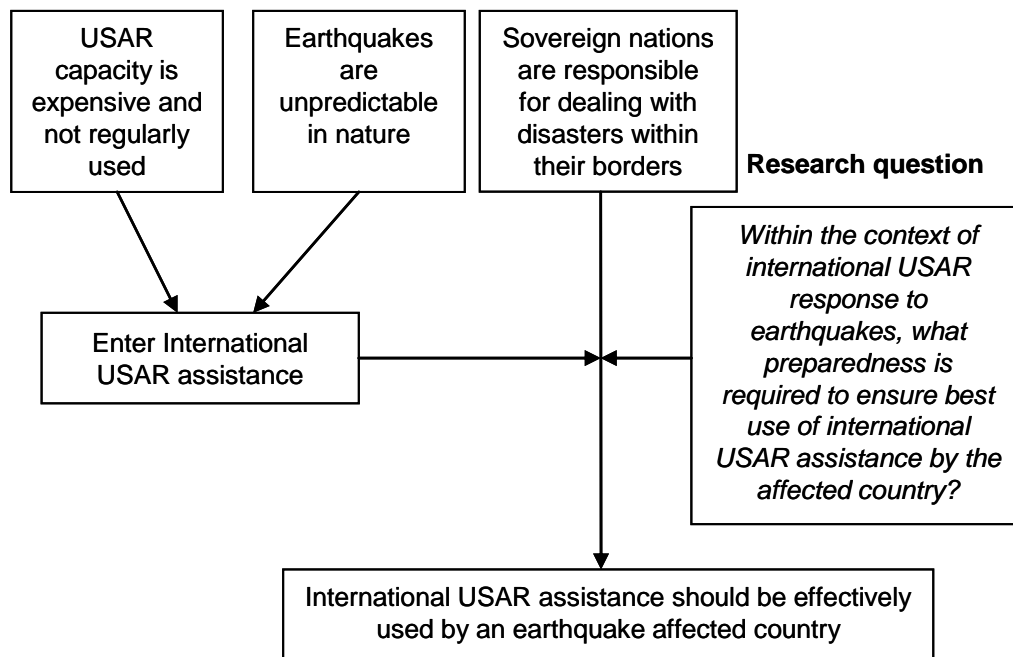 USAR
capacity is
expensive and
not regularly
used
Earthquakes
are
unpredictable
in nature
Sovereign nations
are responsible
for dealing with
disasters within
their borders
Research question
Within the context of
international USAR
response to
earthquakes, what
preparedness is
required to ensure best
use of international
USAR assistance by the
affected country?
Enter International
USAR assistance
International USAR assistance should be effectively
used by an earthquake affected country